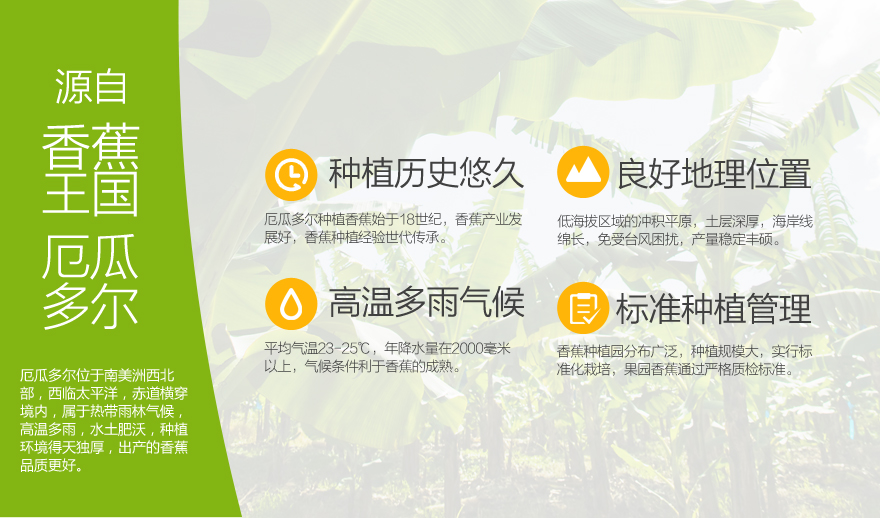 源自
香蕉
王国
厄瓜
多尔
厄瓜多尔位于南美洲西北
部，西临太平洋，赤道横穿
境内，属于热带雨林气候，
高温多雨，水土肥沃，种植
环境得天独厚，出产的香蕉
品质更好。
种植历史悠久
厄瓜多尔种植香蕉始于18世纪，香蕉产业发
展好，香蕉种植经验世代传承。
良好地理位置
低海拔区域的冲积平原，土层深厚，海岸线
绵长，免受台风困扰，产量稳定丰硕。
高温多雨气候
平均气温23-25℃，年降水量在2000毫米
以上，气候条件利于香蕉的成熟。
标准种植管理
香蕉种植园分布广泛，种植规模大，实行标
准化栽培，果园香蕉通过严格质检标准。